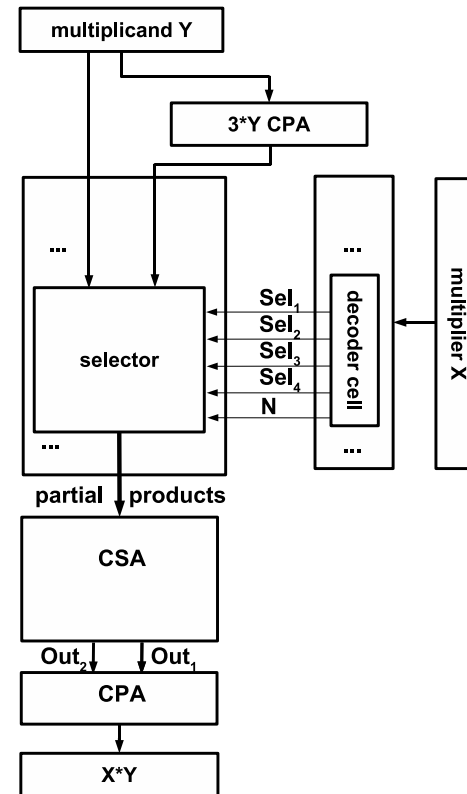 multiplicand Y
3*Y CPA
...
...
selector
Sel1
Sel2
Sel3
Sel4
N
decoder cell
multiplier X
...
...
partial products
CSA
Out2
Out1
CPA
X*Y